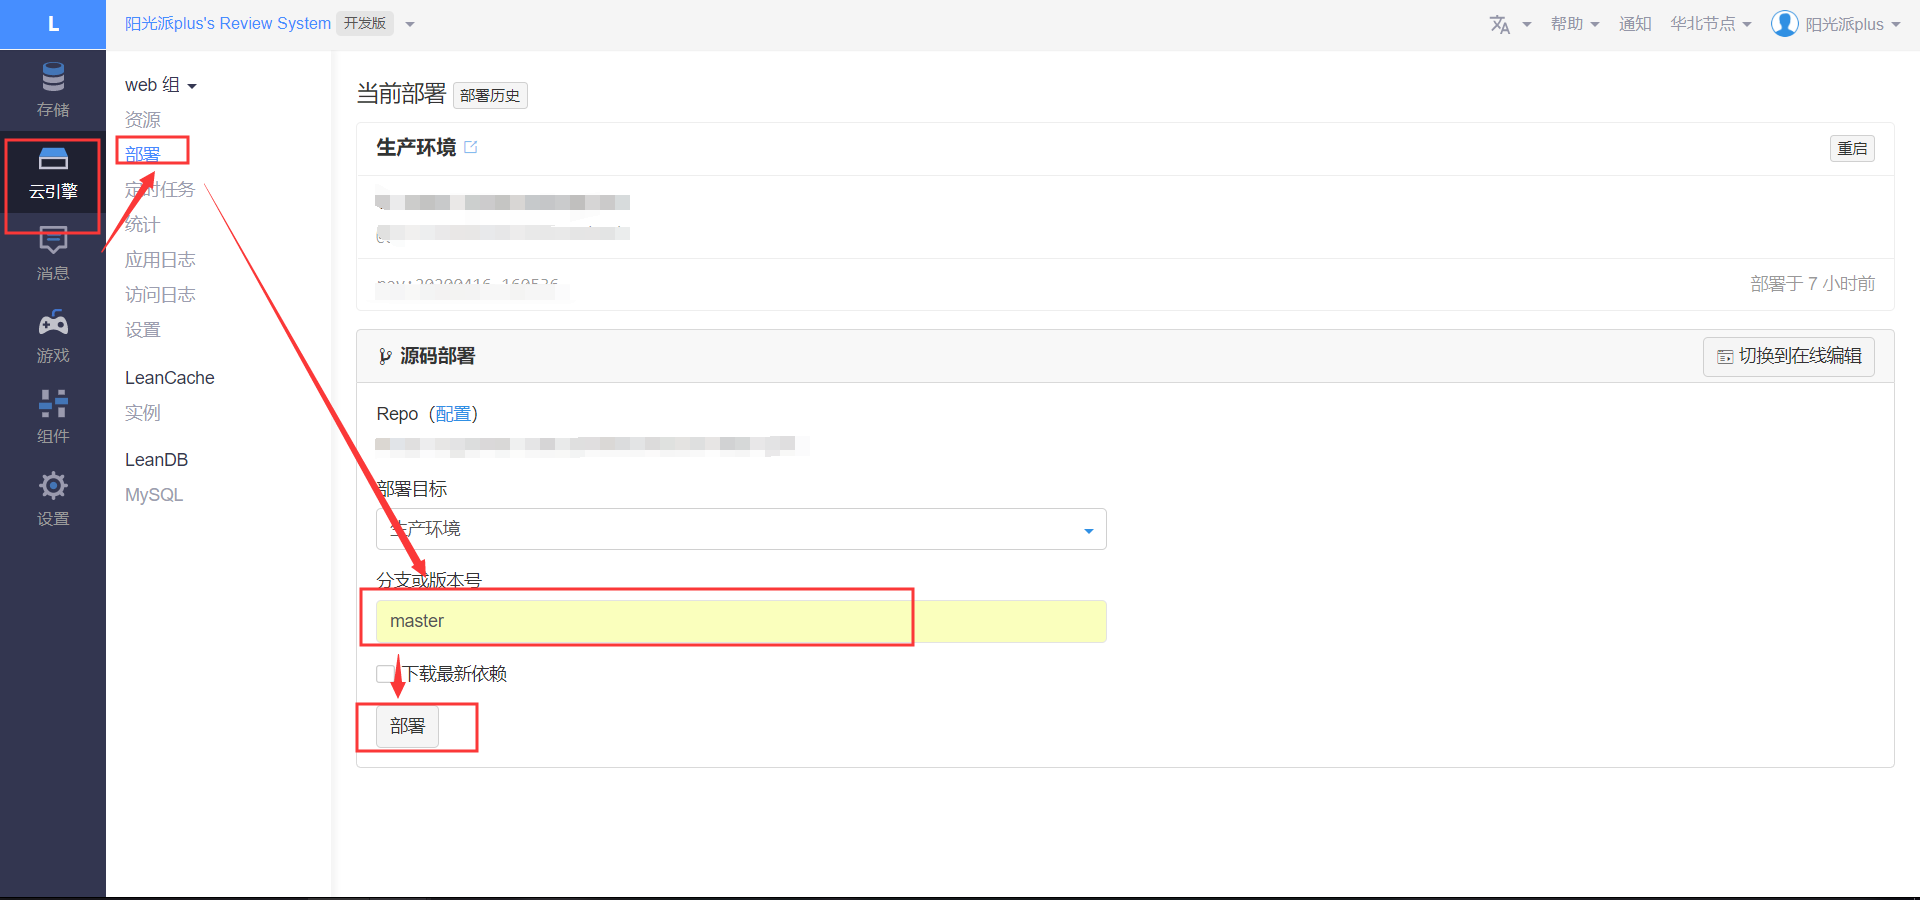 L
阳光派plus's Review System 开发版
帮助
通知
华北节点
阳光派plus
存储
云引擎
消息
游戏
组件
设置
web 组
资源
部署
定时任务
统计
应用日志
访问日志
设置
LeanCache
实例
LeanDB
MySQL
当前部署 部署历史
生产环境
重启
部署于 7 小时前
源码部署
切换到在线编辑
Repo（配置）
部署目标
生产环境
分支或版本号
master
下载最新依赖
部署